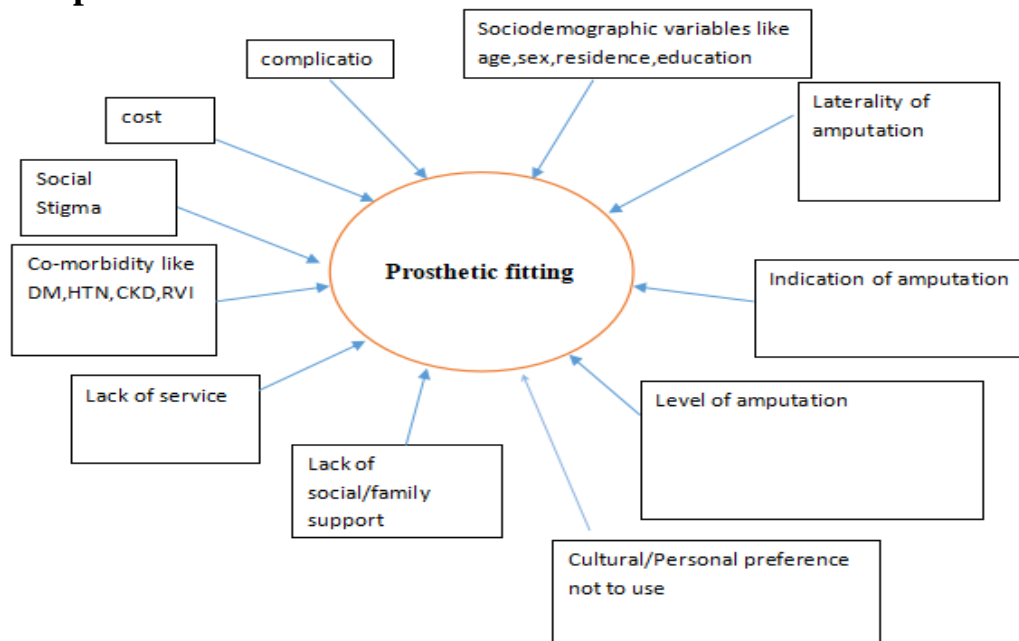 Sociodemographic variables like
age,sex,residence,education
complicatio
Laterality of
amputation
cost
Social
Stigma
Co-morbidity like
DM,HTN,CKD,RVI
Prosthetic fitting
Indication of amputation
Lack of service
Level of amputation
Lack of
social/family
support
Cultural/Personal preference
not to use